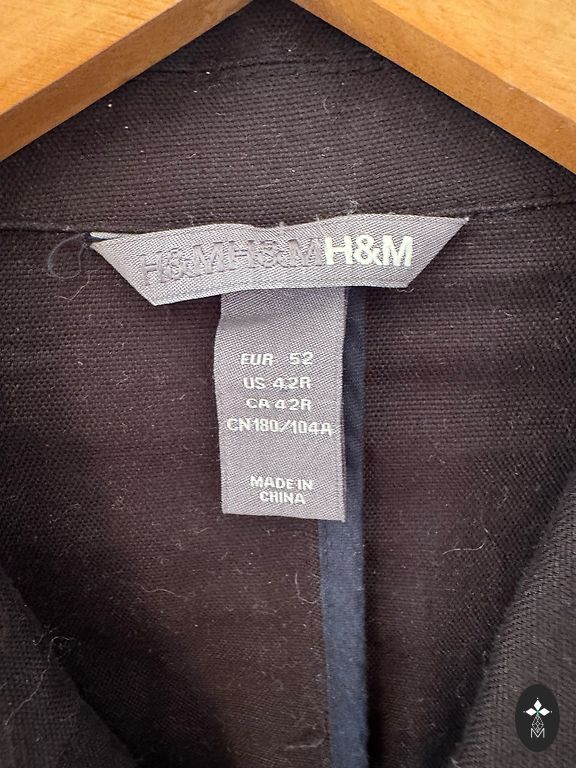 H&MH&MH&M
EUR 52
US 42R
CA 42R
CN180/104A
MADE IN
CHINA
M